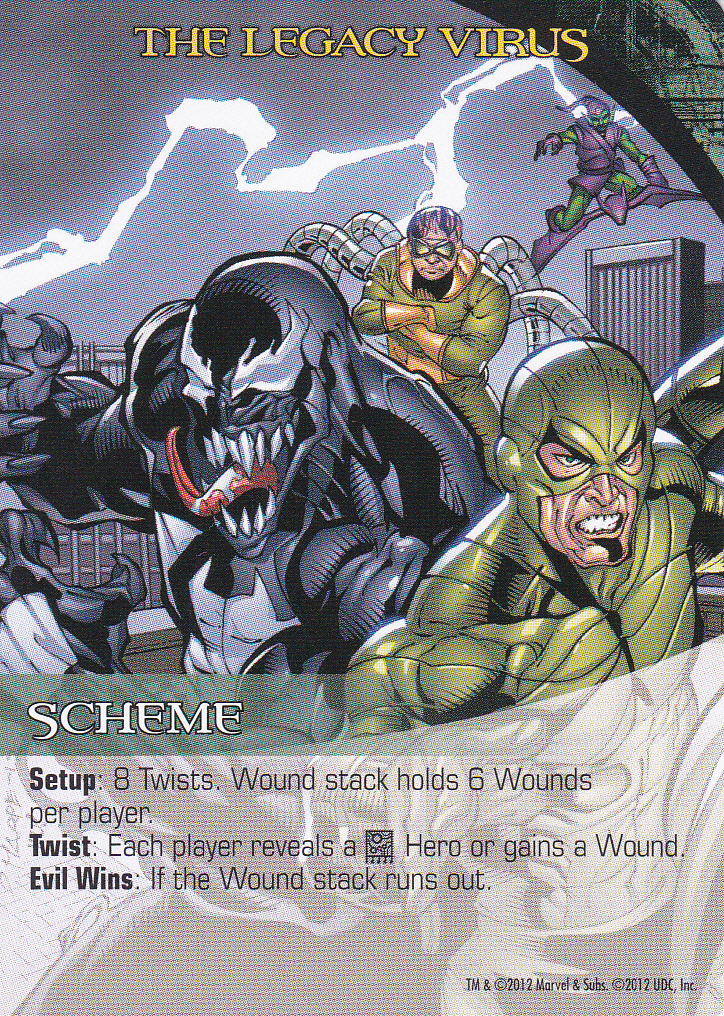 THE LEGACY VIRUS
SCHEME
Setup: 8 Twists. Wound stack holds 6 Wounds
per player.
Twist: Each player reveals a Hero or gains a Wound.
Evil Wins: If the Wound stack runs out.
TM & ©2012 Marvel & Subs. ©2012 UDC, Inc.